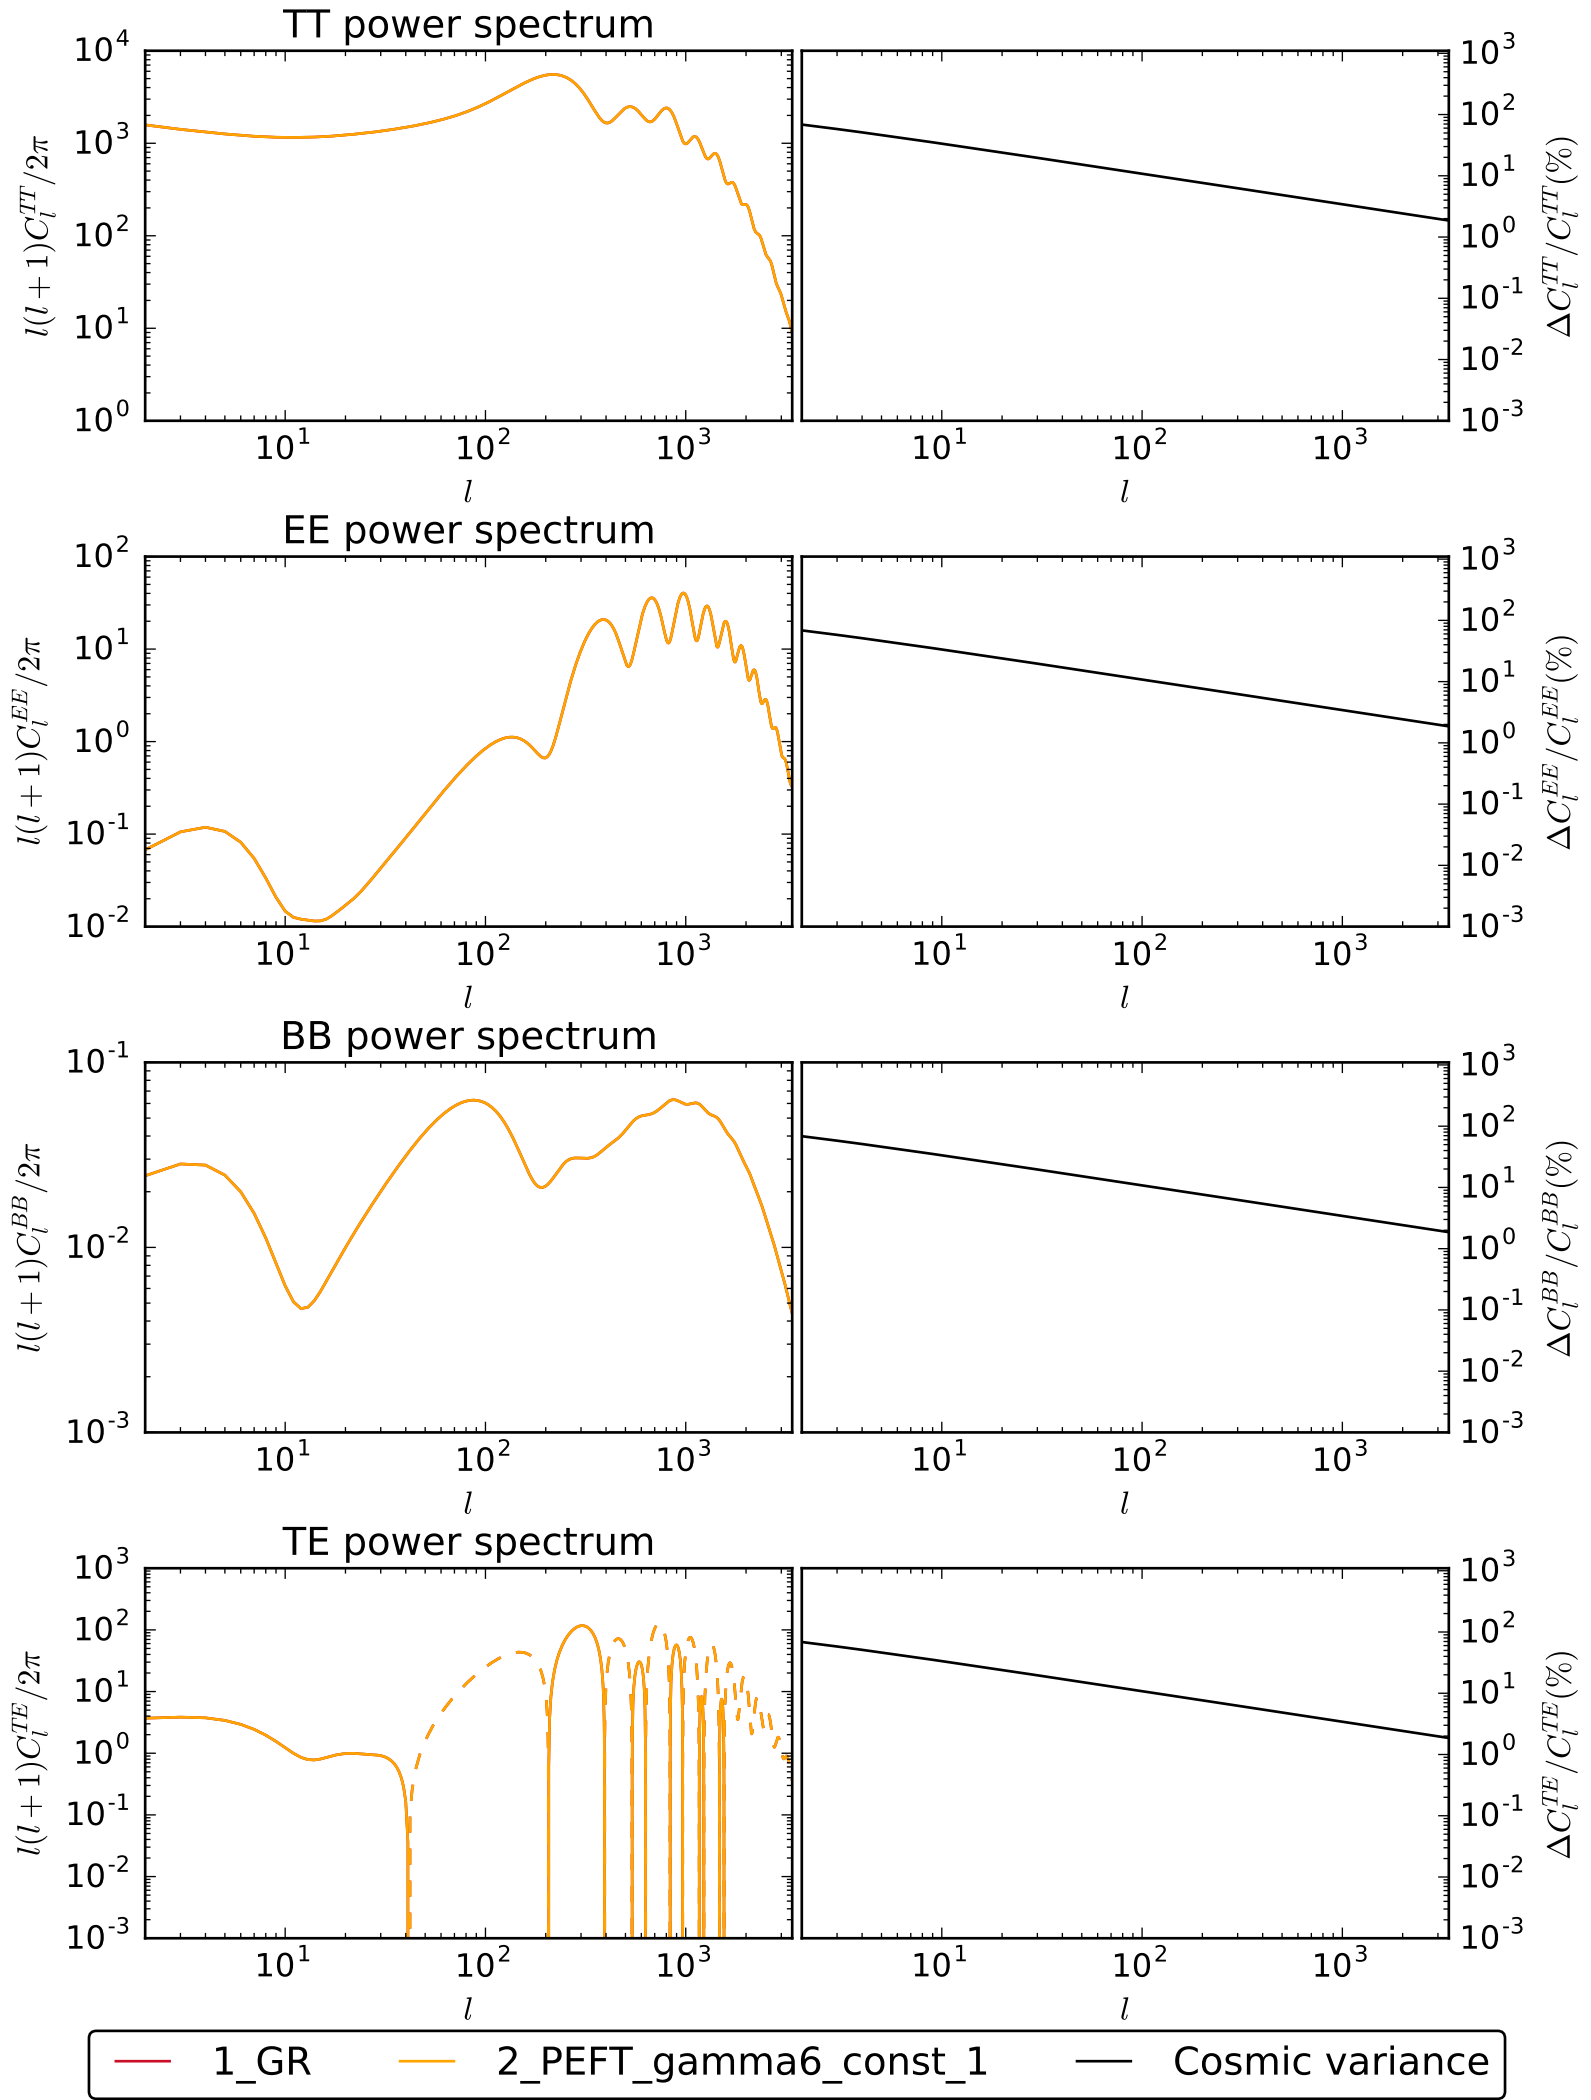 TT power spectrum
10^4
10^3
10^2
10^1
10^0
l(l+1)C_l^{TT}/2π
10^1 10^2 10^3
l
10^3
10^2
10^1
10^0
10^-1
10^-2
10^-3
ΔC_l^{TT}/C_l^{TT}(%)
10^1 10^2 10^3
l
EE power spectrum
10^2
10^1
10^0
10^-1
10^-2
l(l+1)C_l^{EE}/2π
10^1 10^2 10^3
l
10^3
10^2
10^1
10^0
10^-1
10^-2
10^-3
ΔC_l^{EE}/C_l^{EE}(%)
10^1 10^2 10^3
l
BB power spectrum
10^-1
10^-2
10^-3
l(l+1)C_l^{BB}/2π
10^1 10^2 10^3
l
10^3
10^2
10^1
10^0
10^-1
10^-2
10^-3
ΔC_l^{BB}/C_l^{BB}(%)
10^1 10^2 10^3
l
TE power spectrum
10^3
10^2
10^1
10^0
10^-1
10^-2
10^-3
l(l+1)C_l^{TE}/2π
10^1 10^2 10^3
l
10^3
10^2
10^1
10^0
10^-1
10^-2
10^-3
ΔC_l^{TE}/C_l^{TE}(%)
10^1 10^2 10^3
l
1_GR 2_PEFT_gamma6_const_1 Cosmic variance